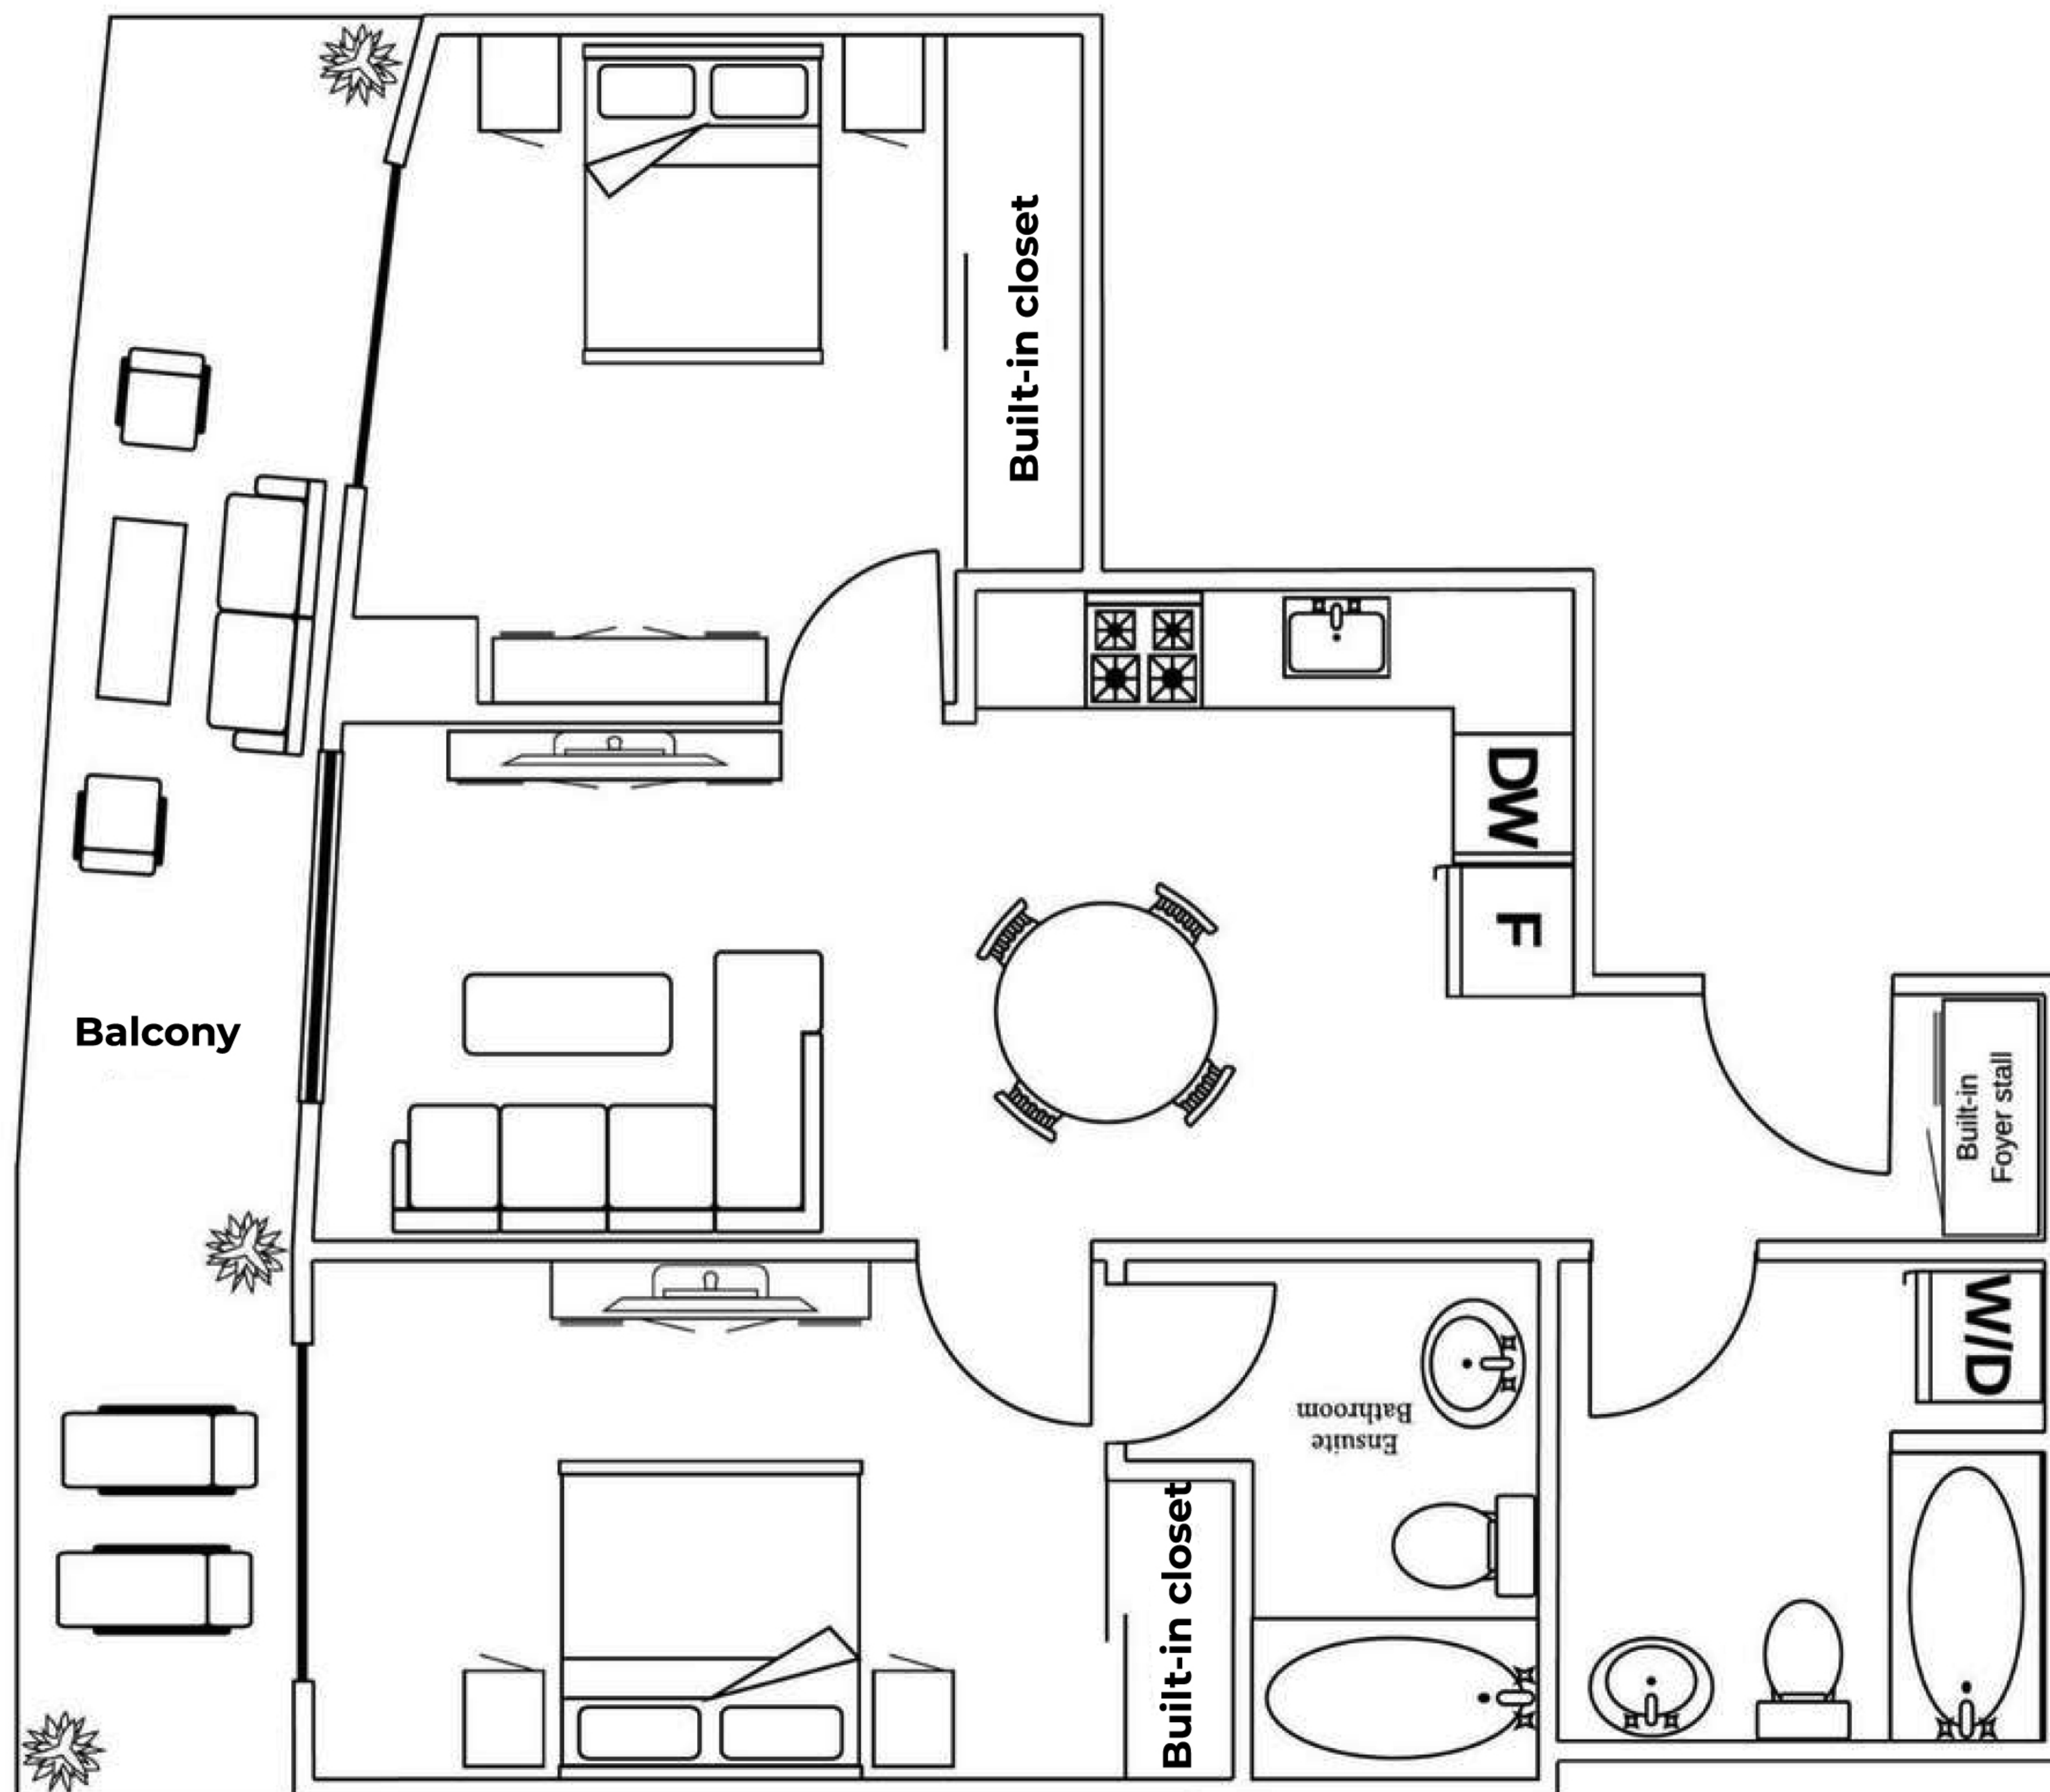 Built-in closet
DW
F
Balcony
Built-in
Foyer stall
W/D
Ensuite
Bathroom
Built-in closet